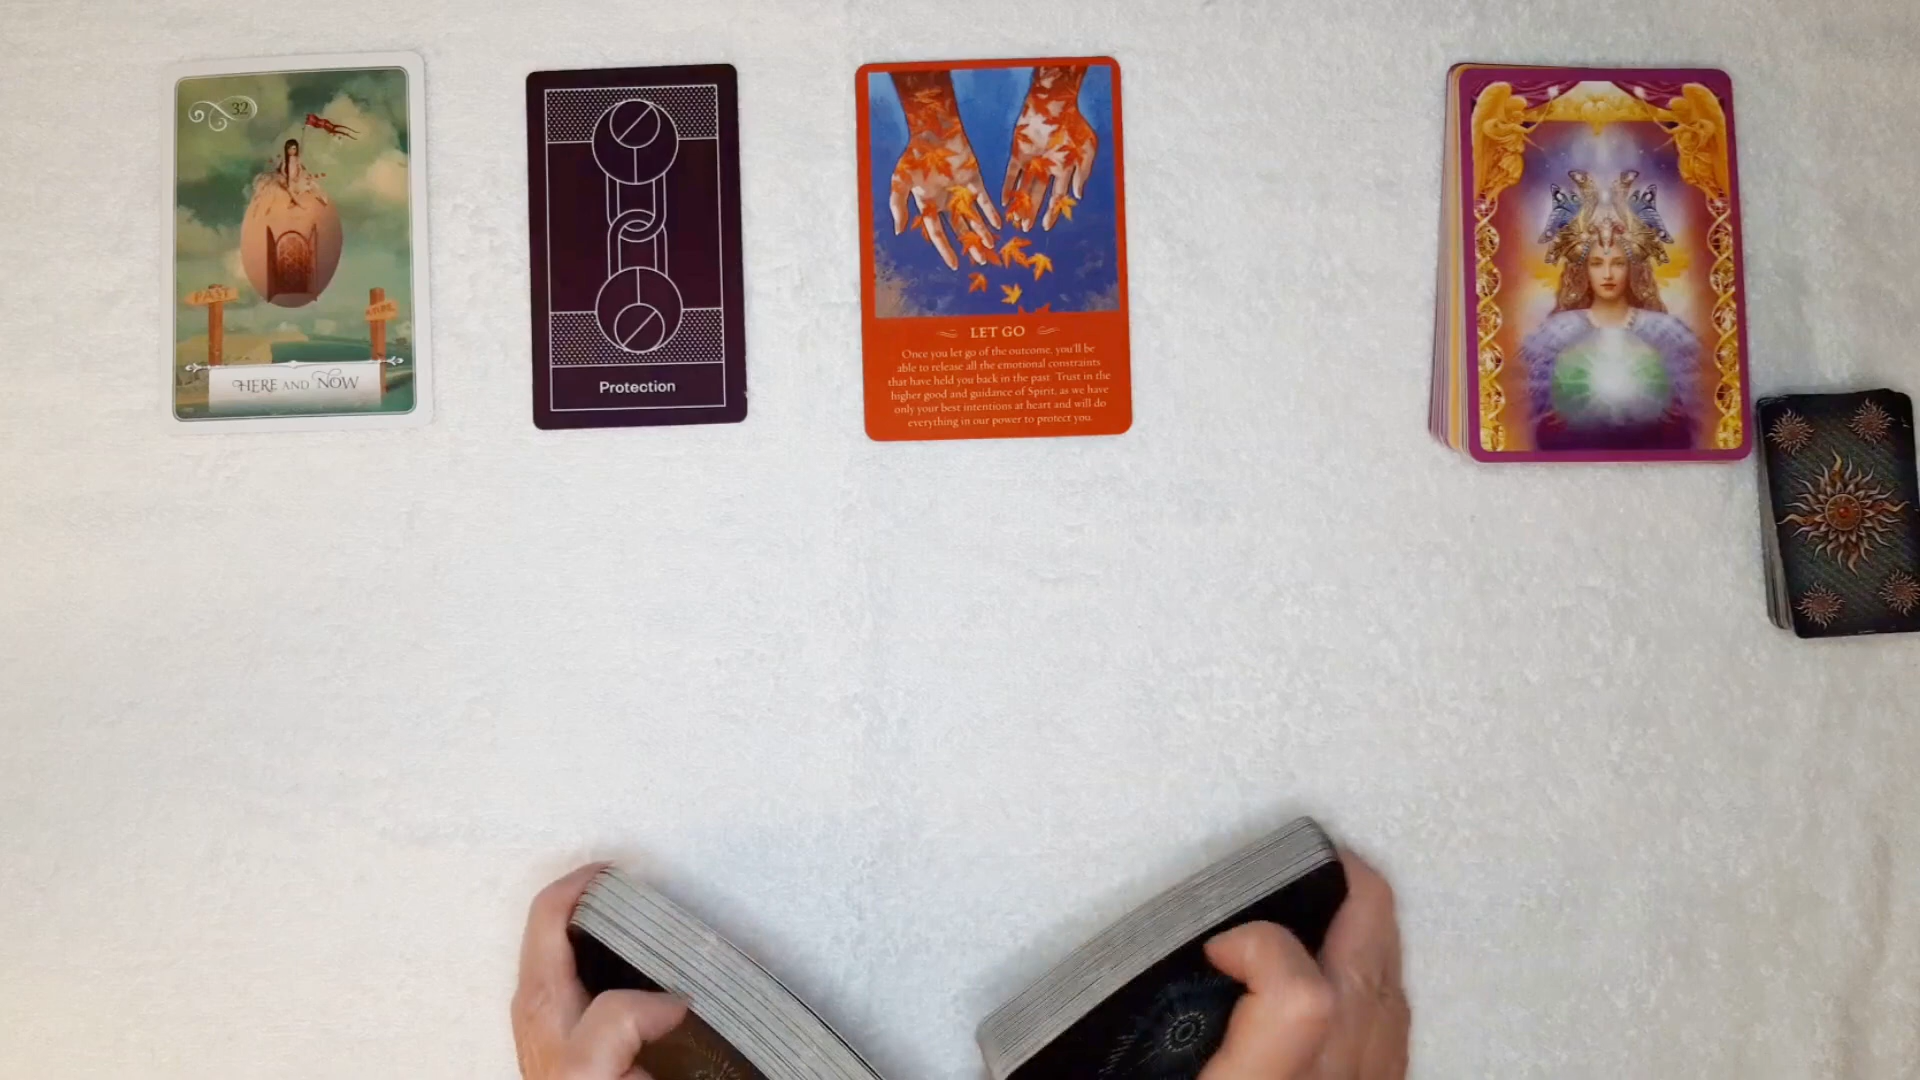 32
PAST
HERE AND NOW
Protection
LET GO
Once you let go of the outcome, you'll be
able to release all the emotional constraints
that have held you back in the past. Trust in the
higher good and guidance of Spirit, as we have
only your best intentions at heart and will do
everything in our power to protect you.